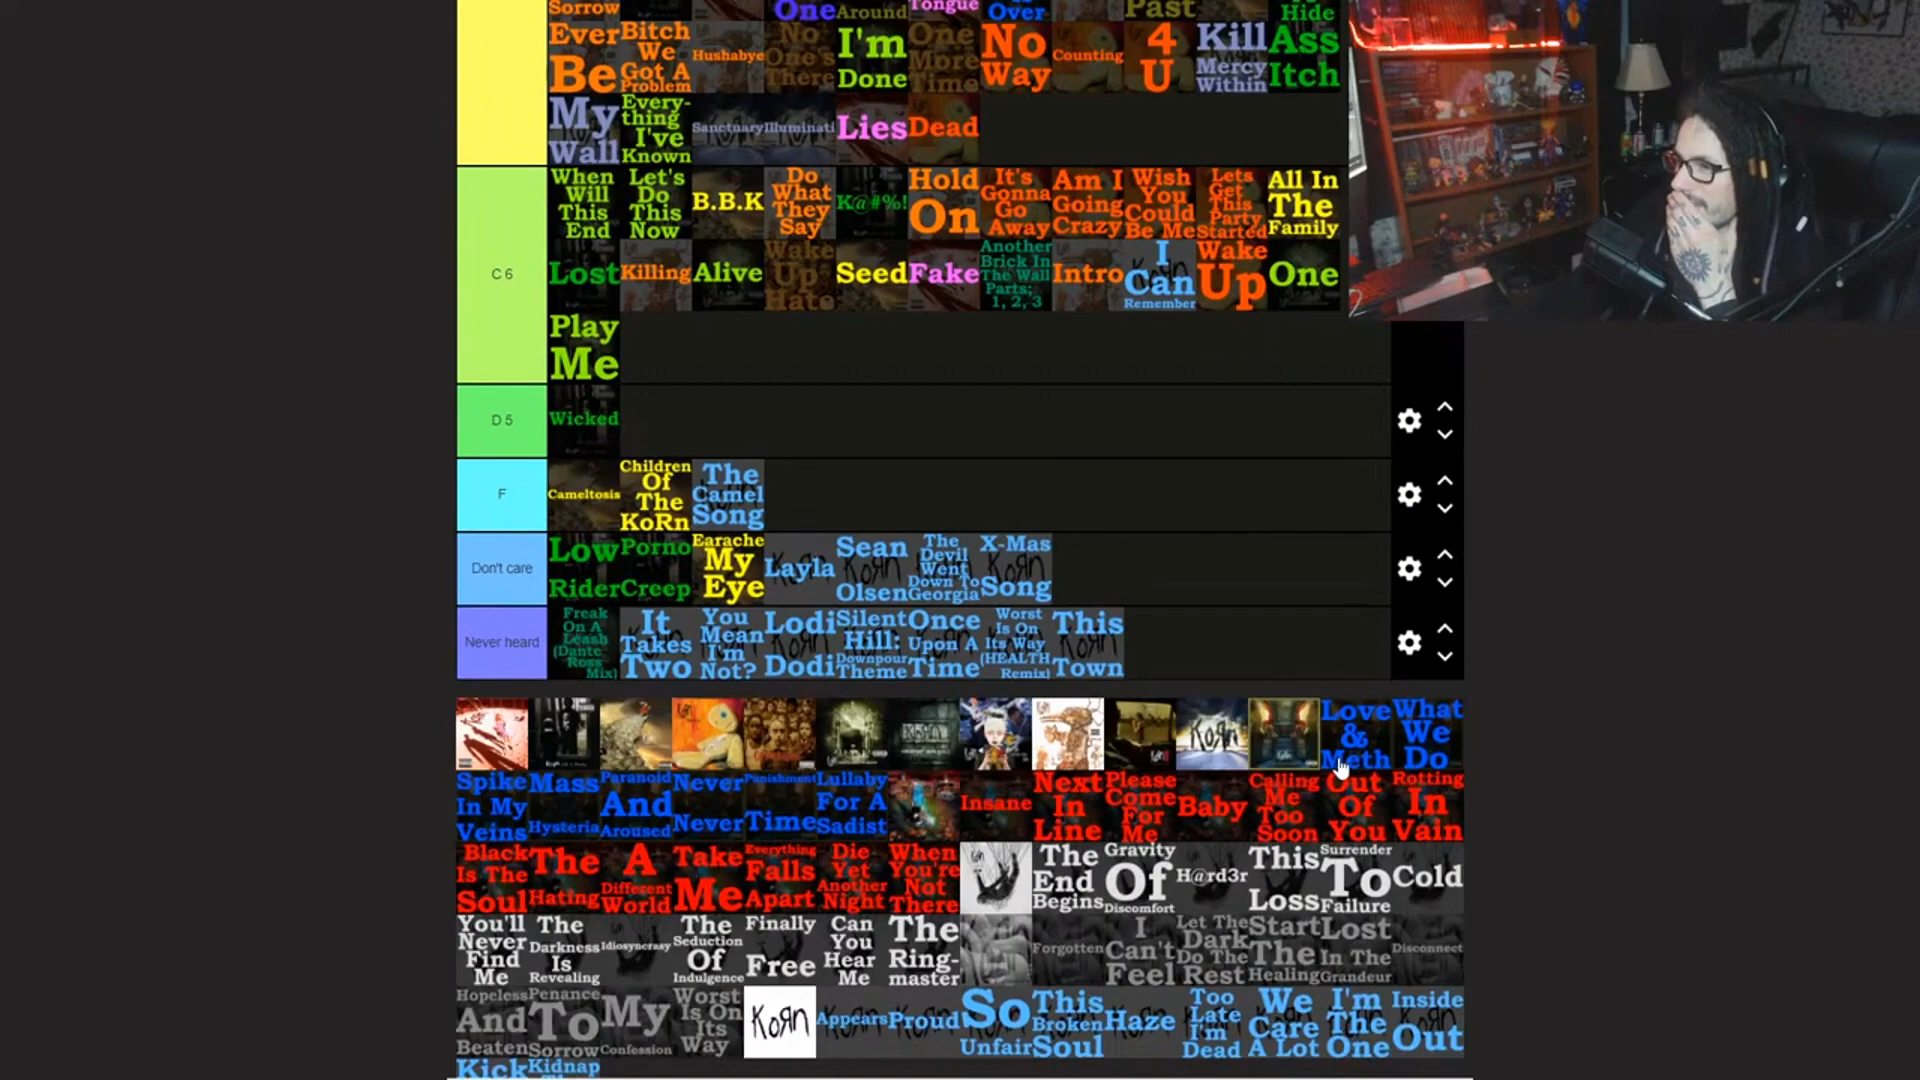 Sorrow
One
Around
Tongue
Over
Past
Hide
Ever Be
Bitch We Got A Problem
Hushabye
No One's There
I'm Done
One More Time
No Way
Counting
4 U
Kill Mercy Within
Ass Itch
My Wall
Every-thing I've Known
Sanctuary
Illuminati
Lies
Dead
C 6
When Will This End
Let's Do This Now
B.B.K
Do What They Say
K@#%!
Hold On
It's Gonna Go Away
Am I Going Crazy
Wish You Could Be Me
Lets Get This Party Started
All In The Family
Lost
Killing
Alive
Wake Up Hate
Seed
Fake
Another Brick In The Wall Parts; 1, 2, 3
Intro
I Can Remember
Wake Up
One
Play Me
D 5
Wicked
F
Cameltosis
Children Of The KoRn
The Camel Song
Don't care
Low Rider
Porno Creep
Earache My Eye
Layla
Sean Olsen
The Devil Went Down To Georgia
X-Mas Song
Never heard
Freak On A Leash (Dante Ross Mix)
It Takes Two
You Mean I'm Not?
Lodi Dodi
Silent Hill: Downpour Theme
Once Upon A Time
Worst Is On Its Way (HEALTH Remix)
This Town
KoRn
Love & Meth
What We Do
Spike In My Veins
Mass Hysteria
Paranoid And Aroused
Never Never
Punishment Time
Lullaby For A Sadist
Insane
Next In Line
Please Come For Me
Baby
Calling Me Too Soon
Out Of You
Rotting In Vain
Black Is The Soul
The Hating
A Different World
Take Me
Everything Falls Apart
Die Yet Another Night
When You're Not There
The End Begins
Gravity Of Discomfort
H@rd3r
This Loss
Surrender To Failure
Cold
You'll Never Find Me
The Darkness Is Revealing
Idiosyncrasy
The Seduction Of Indulgence
Finally Free
Can You Hear Me
The Ring-master
Forgotten
I Can't Feel
Let The Dark Do The Rest
Start The Healing
Lost In The Grandeur
Disconnect
Hopeless And Beaten
Penance To Sorrow
My Confession
Worst Is On Its Way
KoRn
Appears
Proud
So Unfair
This Broken Soul
Haze
Too Late I'm Dead
We Care A Lot
I'm The One
Inside Out
Kick
Kidnap